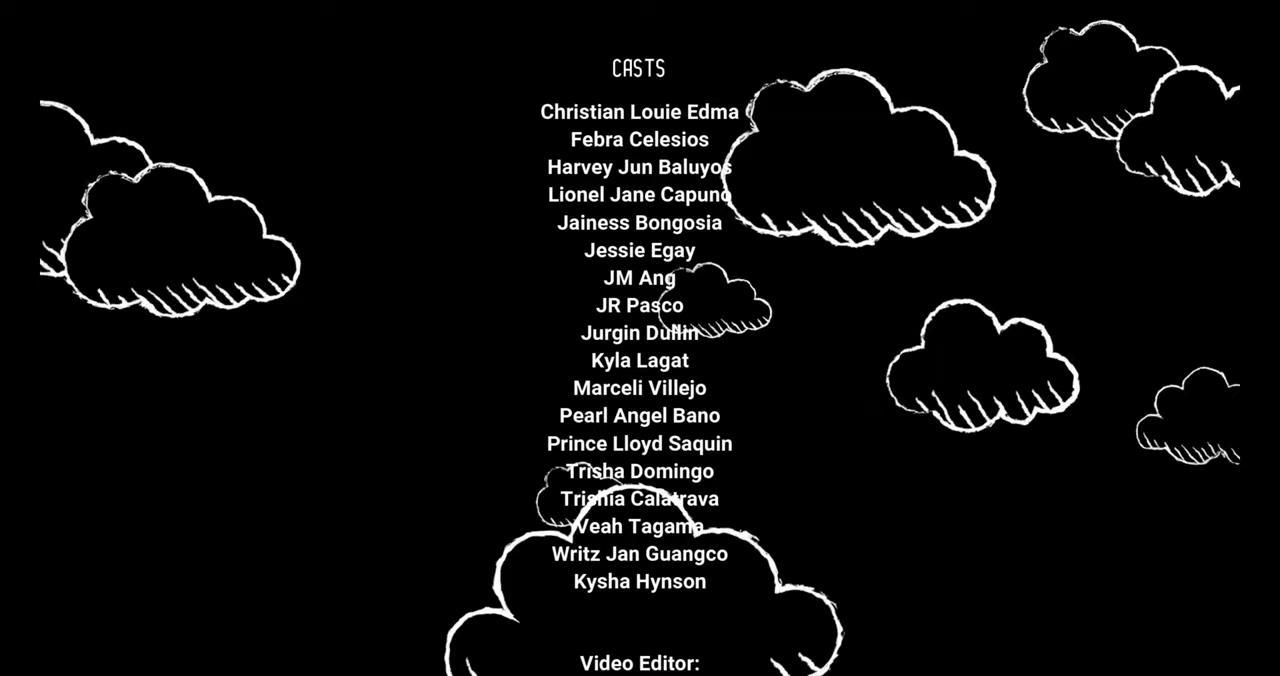 CASTS
Christian Louie Edma
Febra Celesios
Harvey Jun Baluyos
Lionel Jane Capuno
Jainess Bongosia
Jessie Egay
JM Ang
JR Pasco
Jurgin Dullin
Kyla Lagat
Marceli Villejo
Pearl Angel Bano
Prince Lloyd Saquin
Trisha Domingo
Trishia Calatrava
Veah Tagama
Writz Jan Guangco
Kysha Hynson
Video Editor: